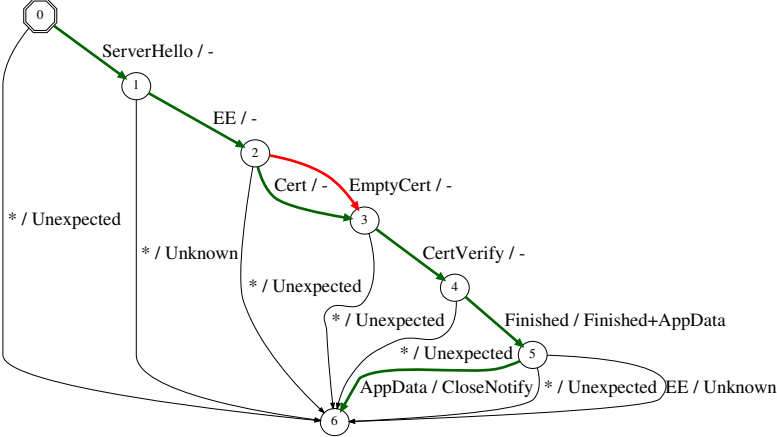 0
ServerHello / -
1
EE / -
2
Cert / -
EmptyCert / -
* / Unexpected
3
* / Unknown
CertVerify / -
* / Unexpected
4
* / Unexpected
Finished / Finished+AppData
* / Unexpected
5
AppData / CloseNotify
* / Unexpected
EE / Unknown
6